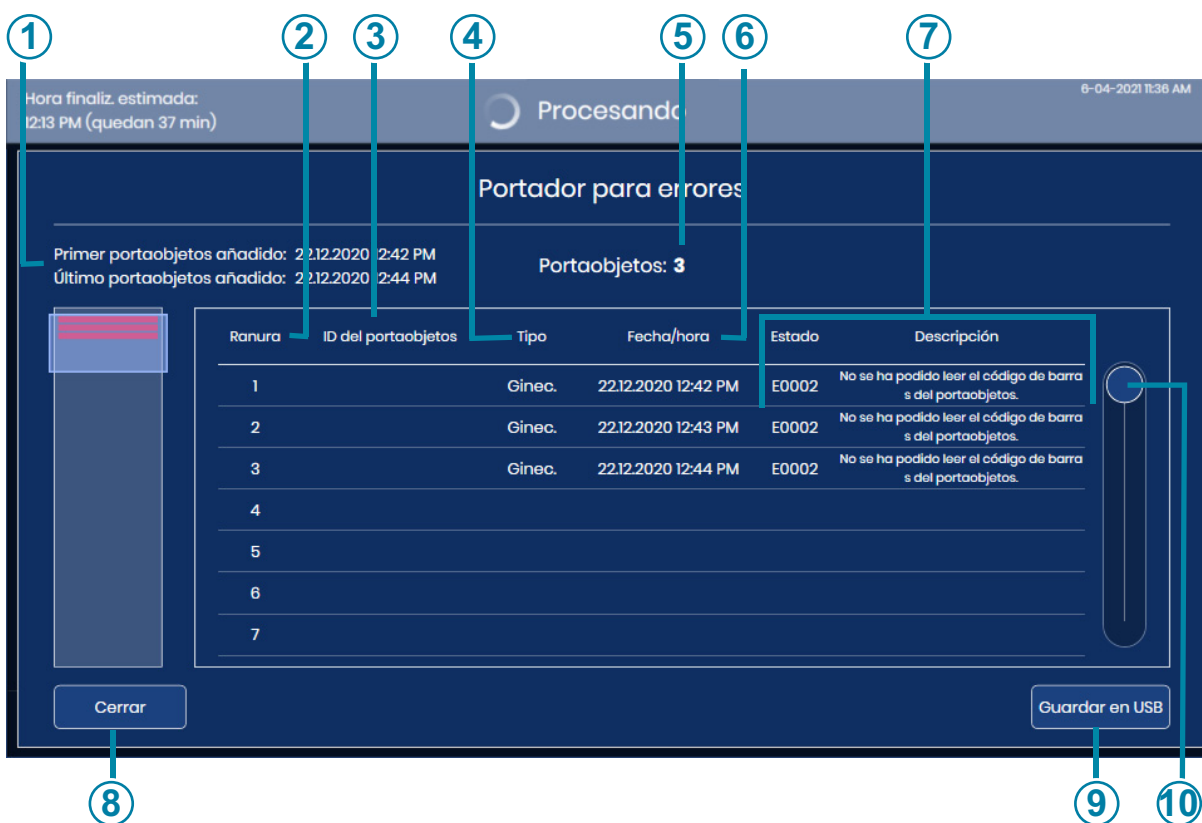 1 2 3 4 5 6 7
Hora finaliz. estimada:
12:13 PM (quedan 37 min)
Procesando
6-04-2021 11:36 AM
Portador para errores
Primer portaobjetos añadido: 22.12.2020 12:42 PM
Último portaobjetos añadido: 22.12.2020 12:44 PM
Portaobjetos: 3
Ranura ID del portaobjetos Tipo Fecha/hora Estado Descripción
1 Ginec. 22.12.2020 12:42 PM E0002 No se ha podido leer el código de barra
s del portaobjetos.
2 Ginec. 22.12.2020 12:43 PM E0002 No se ha podido leer el código de barra
s del portaobjetos.
3 Ginec. 22.12.2020 12:44 PM E0002 No se ha podido leer el código de barra
s del portaobjetos.
4
5
6
7
Cerrar
Guardar en USB
8 9 10